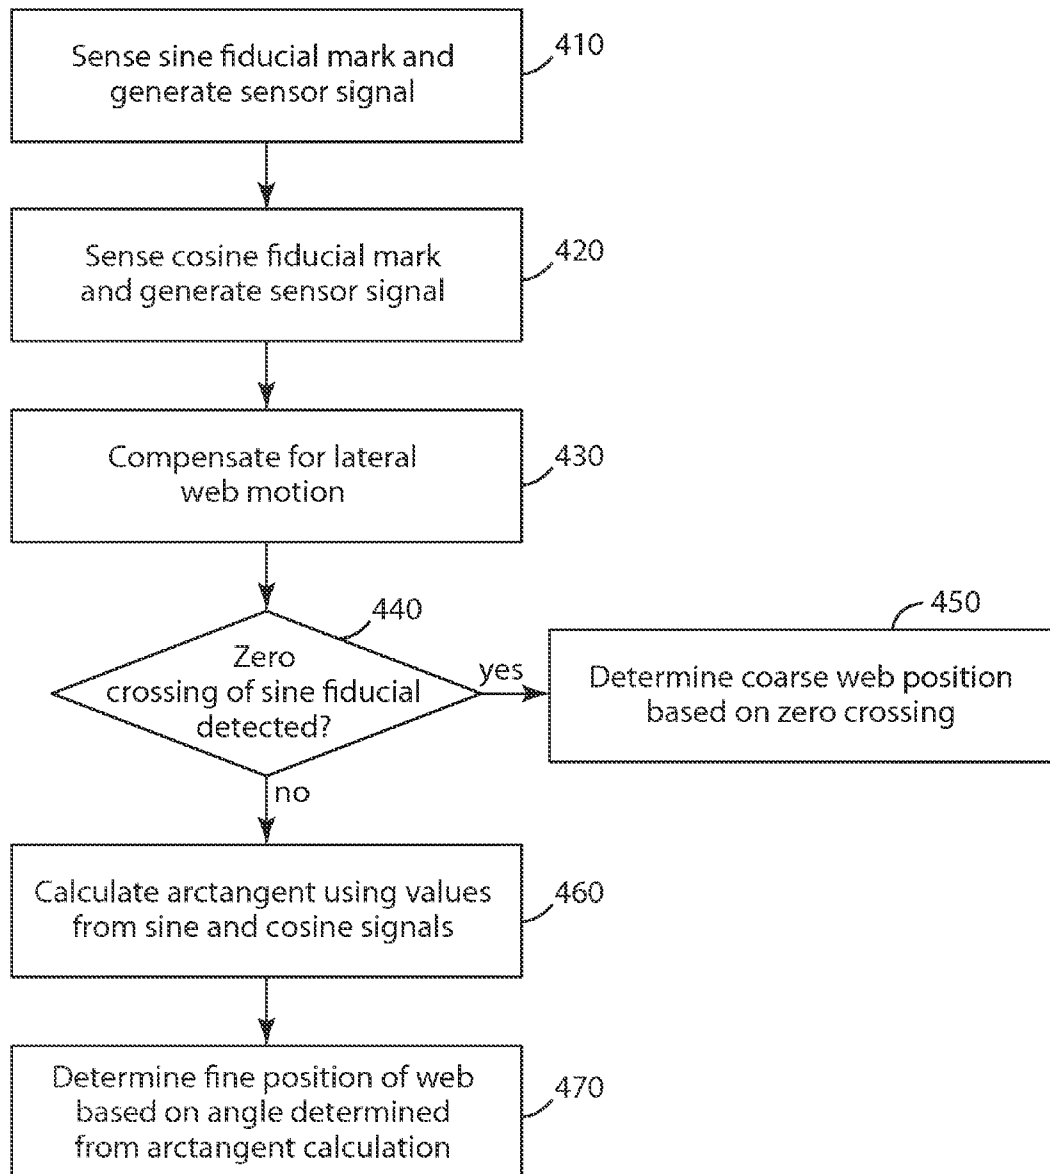 Sense sine fiducial mark and
generate sensor signal
410
Sense cosine fiducial mark
and generate sensor signal
420
Compensate for lateral
web motion
430
440
Zero
crossing of sine fiducial
detected?
yes
450
Determine coarse web position
based on zero crossing
no
Calculate arctangent using values
from sine and cosine signals
460
Determine fine position of web
based on angle determined
from arctangent calculation
470